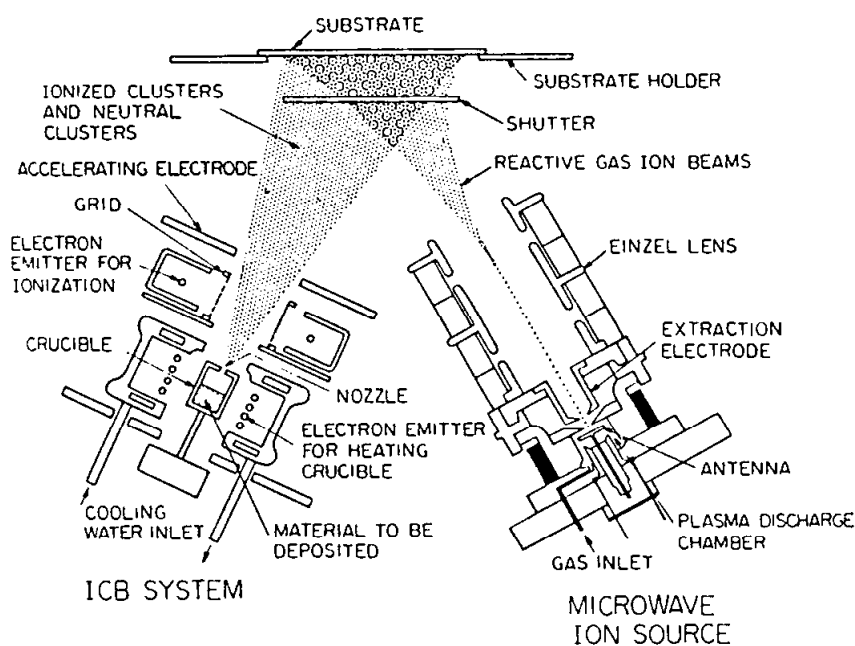 SUBSTRATE
SUBSTRATE HOLDER
IONIZED CLUSTERS
AND NEUTRAL
CLUSTERS
SHUTTER
ACCELERATING ELECTRODE
REACTIVE GAS ION BEAMS
GRID
ELECTRON
EMITTER FOR
IONIZATION
EINZEL LENS
CRUCIBLE
EXTRACTION
ELECTRODE
NOZZLE
ELECTRON EMITTER
FOR HEATING
CRUCIBLE
ANTENNA
COOLING
WATER INLET
MATERIAL TO BE
DEPOSITED
PLASMA DISCHARGE
CHAMBER
GAS INLET
ICB SYSTEM
MICROWAVE
ION SOURCE